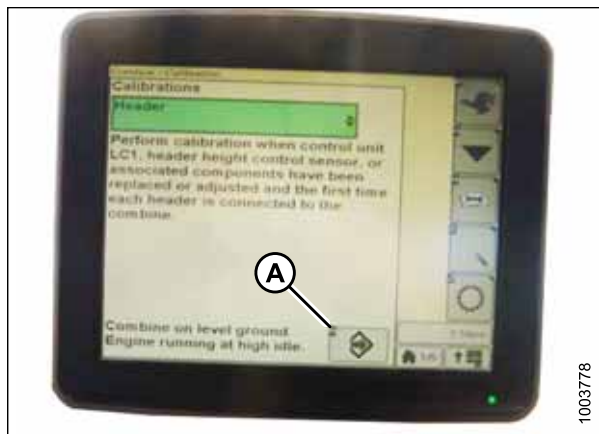 Combine - Calibration
Calibrations
Header
Perform calibration when control unit
LC1, header height control sensor, or
associated components have been
replaced or adjusted and the first time
each header is connected to the
combine.
A
Combine on level ground.
Engine running at high idle.
1003778